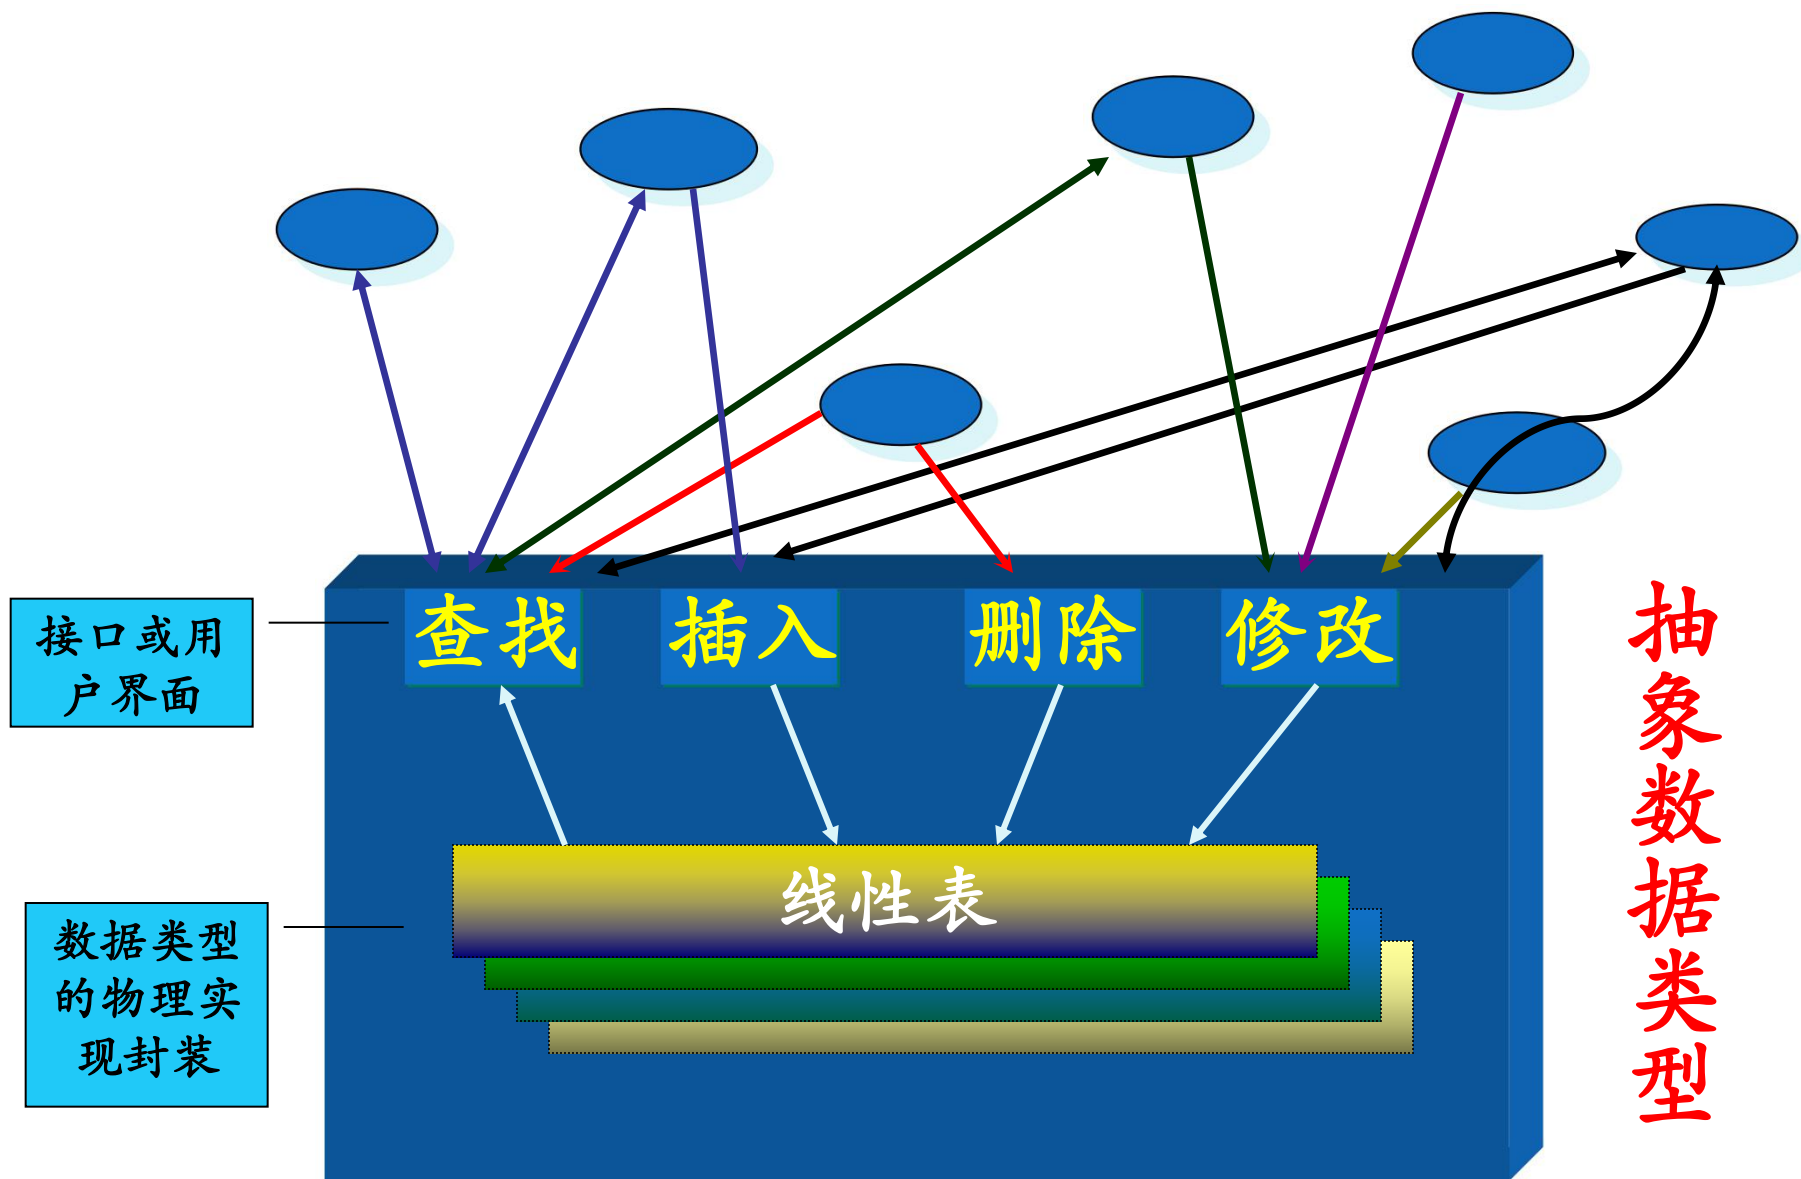 查找
插入
删除
修改
接口或用
户界面
线性表
数据类型
的物理实
现封装
抽象数据类型